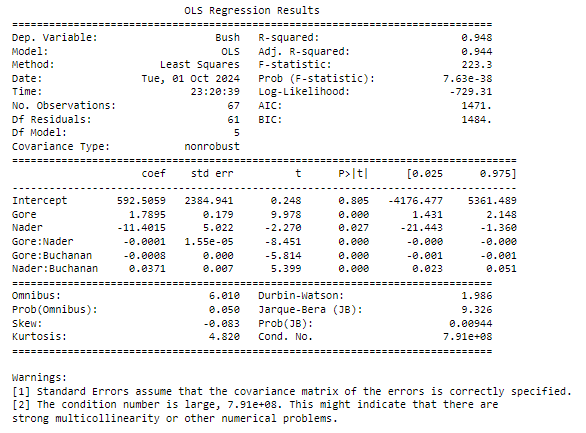 OLS Regression Results
==============================================================================
Dep. Variable: Bush R-squared: 0.948
Model: OLS Adj. R-squared: 0.944
Method: Least Squares F-statistic: 223.3
Date: Tue, 01 Oct 2024 Prob (F-statistic): 7.63e-38
Time: 23:20:39 Log-Likelihood: -729.31
No. Observations: 67 AIC: 1471.
Df Residuals: 61 BIC: 1484.
Df Model: 5
Covariance Type: nonrobust
=================================================================================
coef std err t P>|t| [0.025 0.975]
---------------------------------------------------------------------------------
Intercept 592.5059 2384.941 0.248 0.805 -4176.477 5361.489
Gore 1.7895 0.179 9.978 0.000 1.431 2.148
Nader -11.4015 5.022 -2.270 0.027 -21.443 -1.360
Gore:Nader -0.0001 1.55e-05 -8.451 0.000 -0.000 -0.000
Gore:Buchanan -0.0008 0.000 -5.814 0.000 -0.001 -0.001
Nader:Buchanan 0.0371 0.007 5.399 0.000 0.023 0.051
==============================================================================
Omnibus: 6.010 Durbin-Watson: 1.986
Prob(Omnibus): 0.050 Jarque-Bera (JB): 9.326
Skew: -0.083 Prob(JB): 0.00944
Kurtosis: 4.820 Cond. No. 7.91e+08
==============================================================================
Warnings:
[1] Standard Errors assume that the covariance matrix of the errors is correctly specified.
[2] The condition number is large, 7.91e+08. This might indicate that there are
strong multicollinearity or other numerical problems.